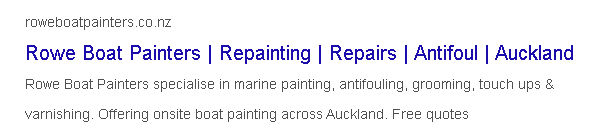 roweboatpainters.co.nz
Rowe Boat Painters | Repainting | Repairs | Antifoul | Auckland
Rowe Boat Painters specialise in marine painting, antifouling, grooming, touch ups &
varnishing. Offering onsite boat painting across Auckland. Free quotes